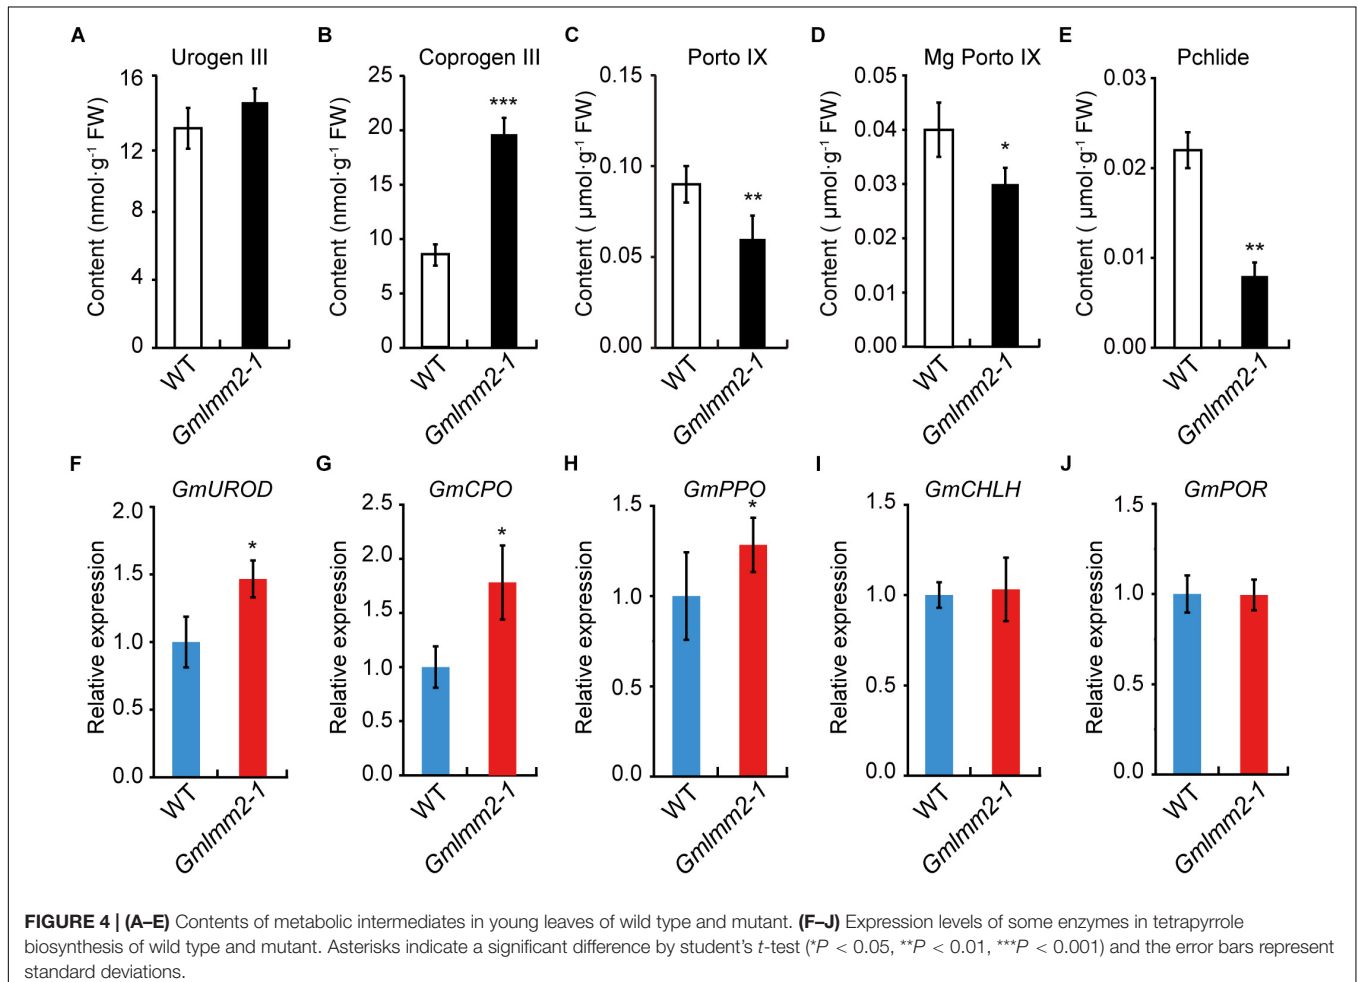 A
Urogen III
Content (nmol·g-1 FW)
16
12
8
4
0
WT
Gmlmm2-1
B
Coprogen III
Content (nmol·g-1 FW)
25
20
15
10
5
0
***
WT
Gmlmm2-1
C
Porto IX
Content ( μmol·g-1 FW)
0.15
0.10
0.05
0.00
**
WT
Gmlmm2-1
D
Mg Porto IX
Content ( μmol·g-1 FW)
0.05
0.04
0.03
0.02
0.01
0.00
*
WT
Gmlmm2-1
E
Pchlide
Content ( μmol·g-1 FW)
0.03
0.02
0.01
0.00
**
WT
Gmlmm2-1
F
GmUROD
Relative expression
2.0
1.5
1.0
0.5
0.0
*
WT
Gmlmm2-1
G
GmCPO
Relative expression
2.5
2.0
1.5
1.0
0.5
0.0
*
WT
Gmlmm2-1
H
GmPPO
Relative expression
1.5
1.0
0.5
0.0
*
WT
Gmlmm2-1
I
GmCHLH
Relative expression
1.5
1.0
0.5
0.0
WT
Gmlmm2-1
J
GmPOR
Relative expression
1.5
1.0
0.5
0.0
WT
Gmlmm2-1
FIGURE 4 | (A–E) Contents of metabolic intermediates in young leaves of wild type and mutant. (F–J) Expression levels of some enzymes in tetrapyrrole
biosynthesis of wild type and mutant. Asterisks indicate a significant difference by student's t-test (*P < 0.05, **P < 0.01, ***P < 0.001) and the error bars represent
standard deviations.